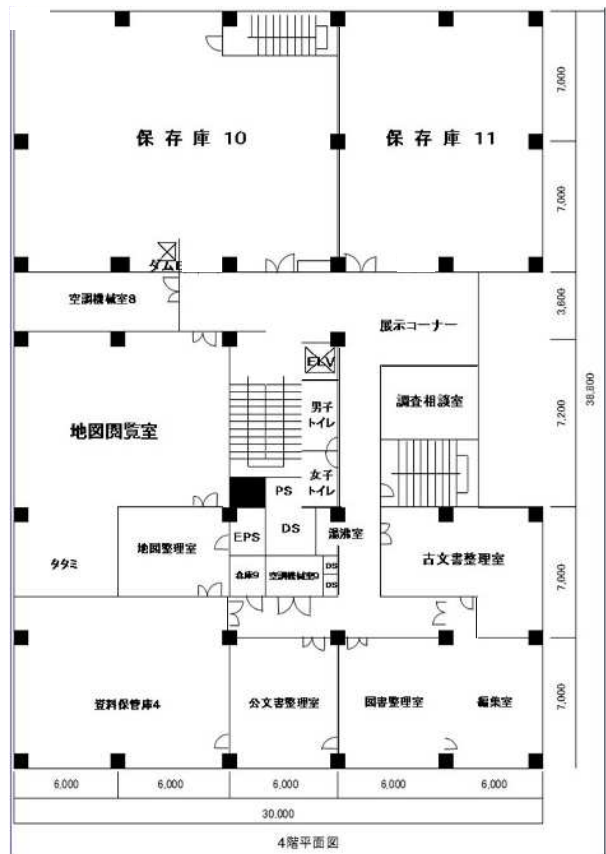 保存庫 10
保存庫 11
7,000
7,000
ダムE
空調機械室8
展示コーナー
3,600
38,800
ELV
地図閲覧室
男子
トイレ
調査相談室
7,200
女子
トイレ
PS
DS
EPS
湯沸室
タタミ
地図整理室
古文書整理室
7,000
倉庫9
空調機械室9
DS
DS
資料保管庫4
公文書整理室
図書整理室
編集室
7,000
6,000
6,000
6,000
6,000
6,000
30.000
4階平面図